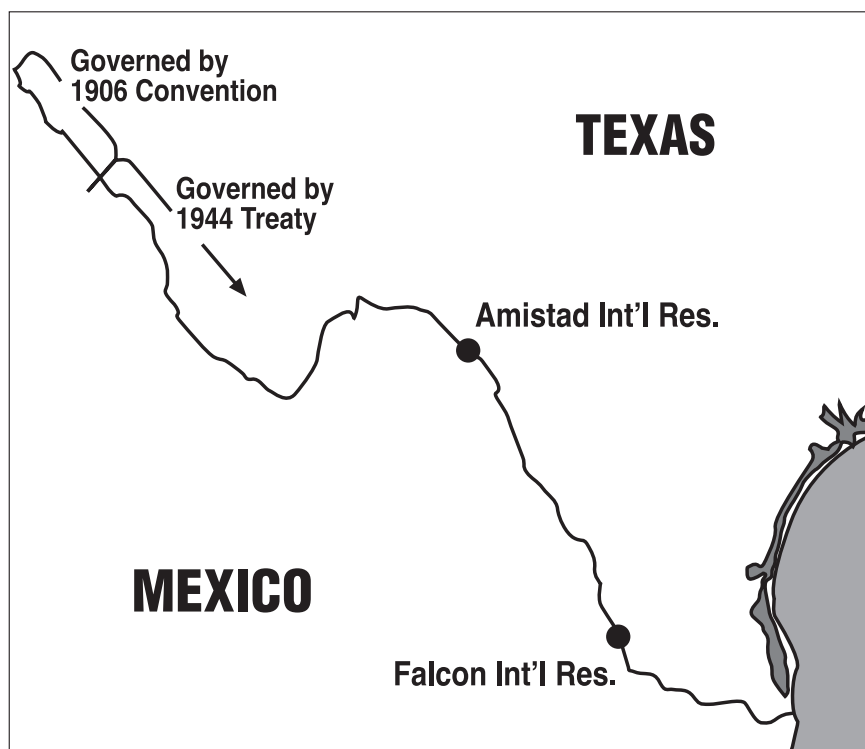 Governed by
1906 Convention
TEXAS
Governed by
1944 Treaty
Amistad Int'l Res.
MEXICO
Falcon Int'l Res.